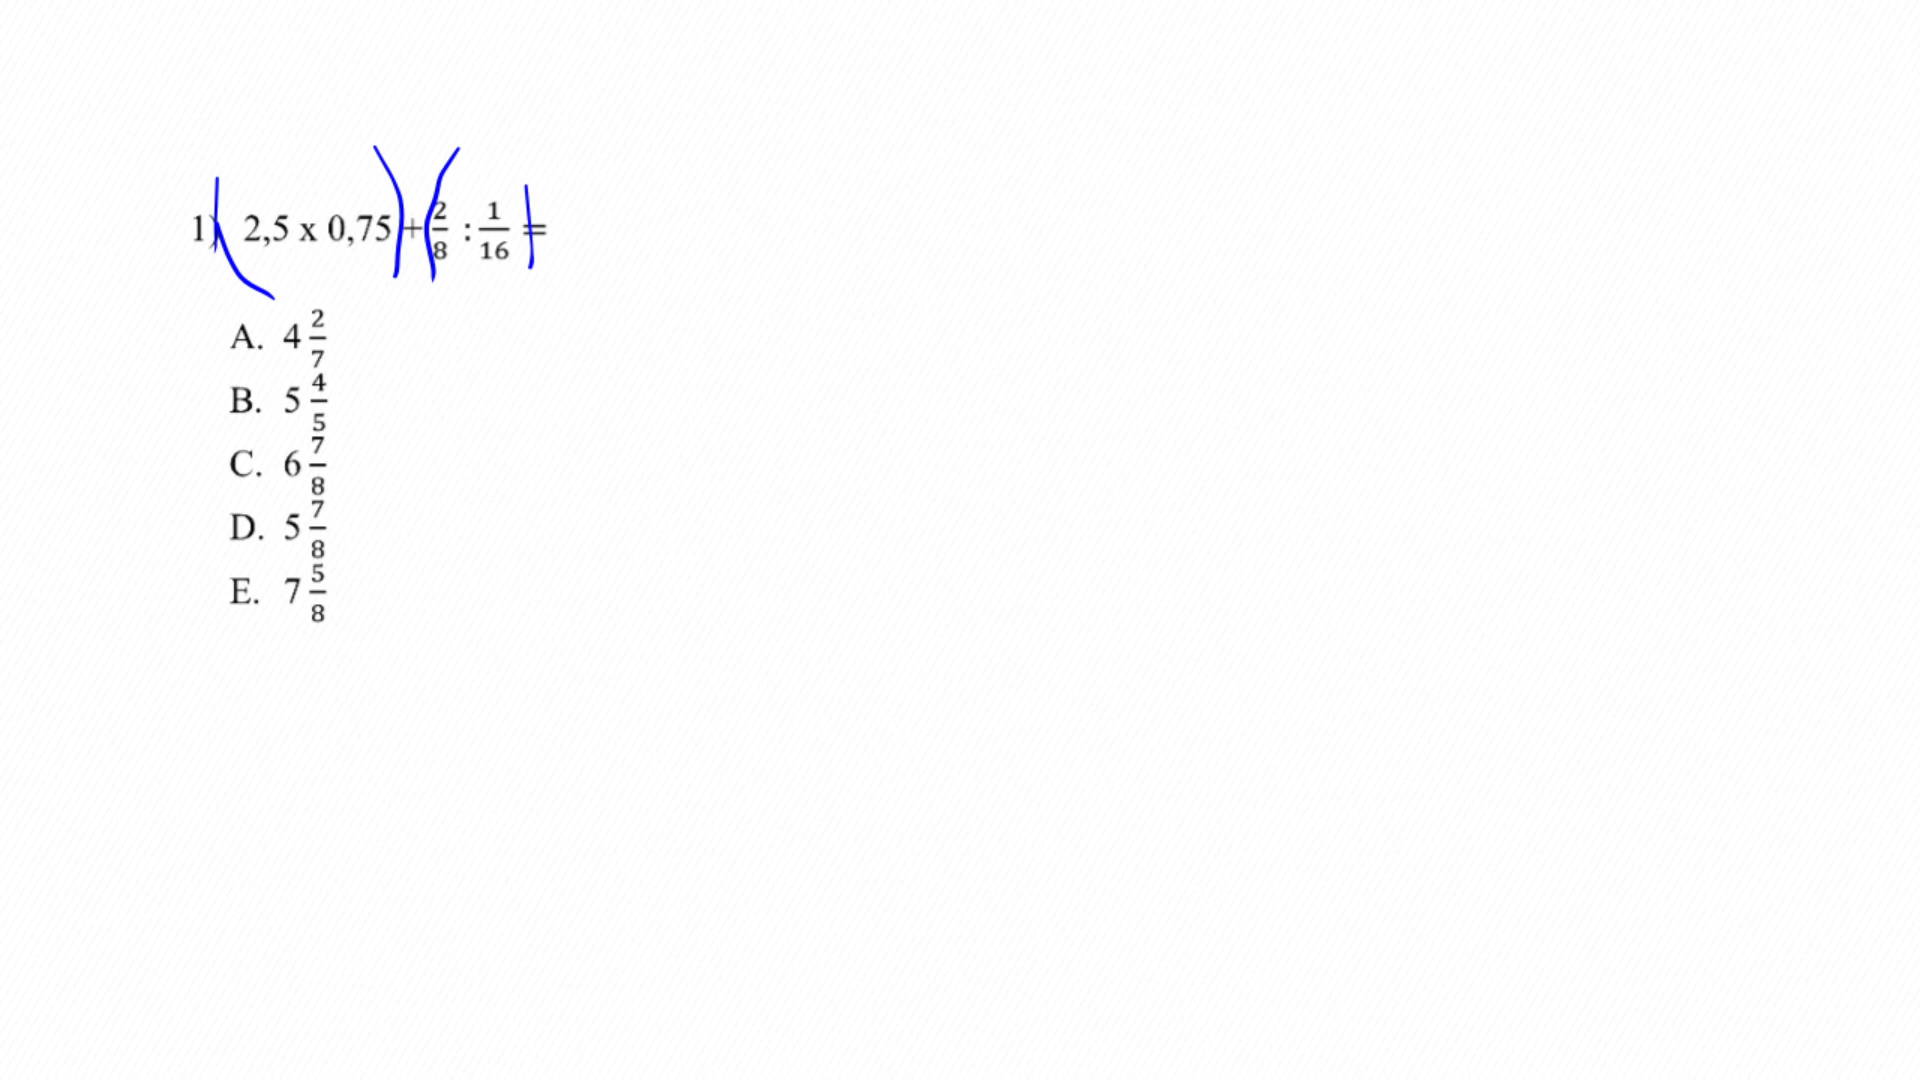 1) 2,5 x 0,75 + 2/8 : 1/16 =
A. 4 2/7
B. 5 4/5
C. 6 7/8
D. 5 7/8
E. 7 5/8